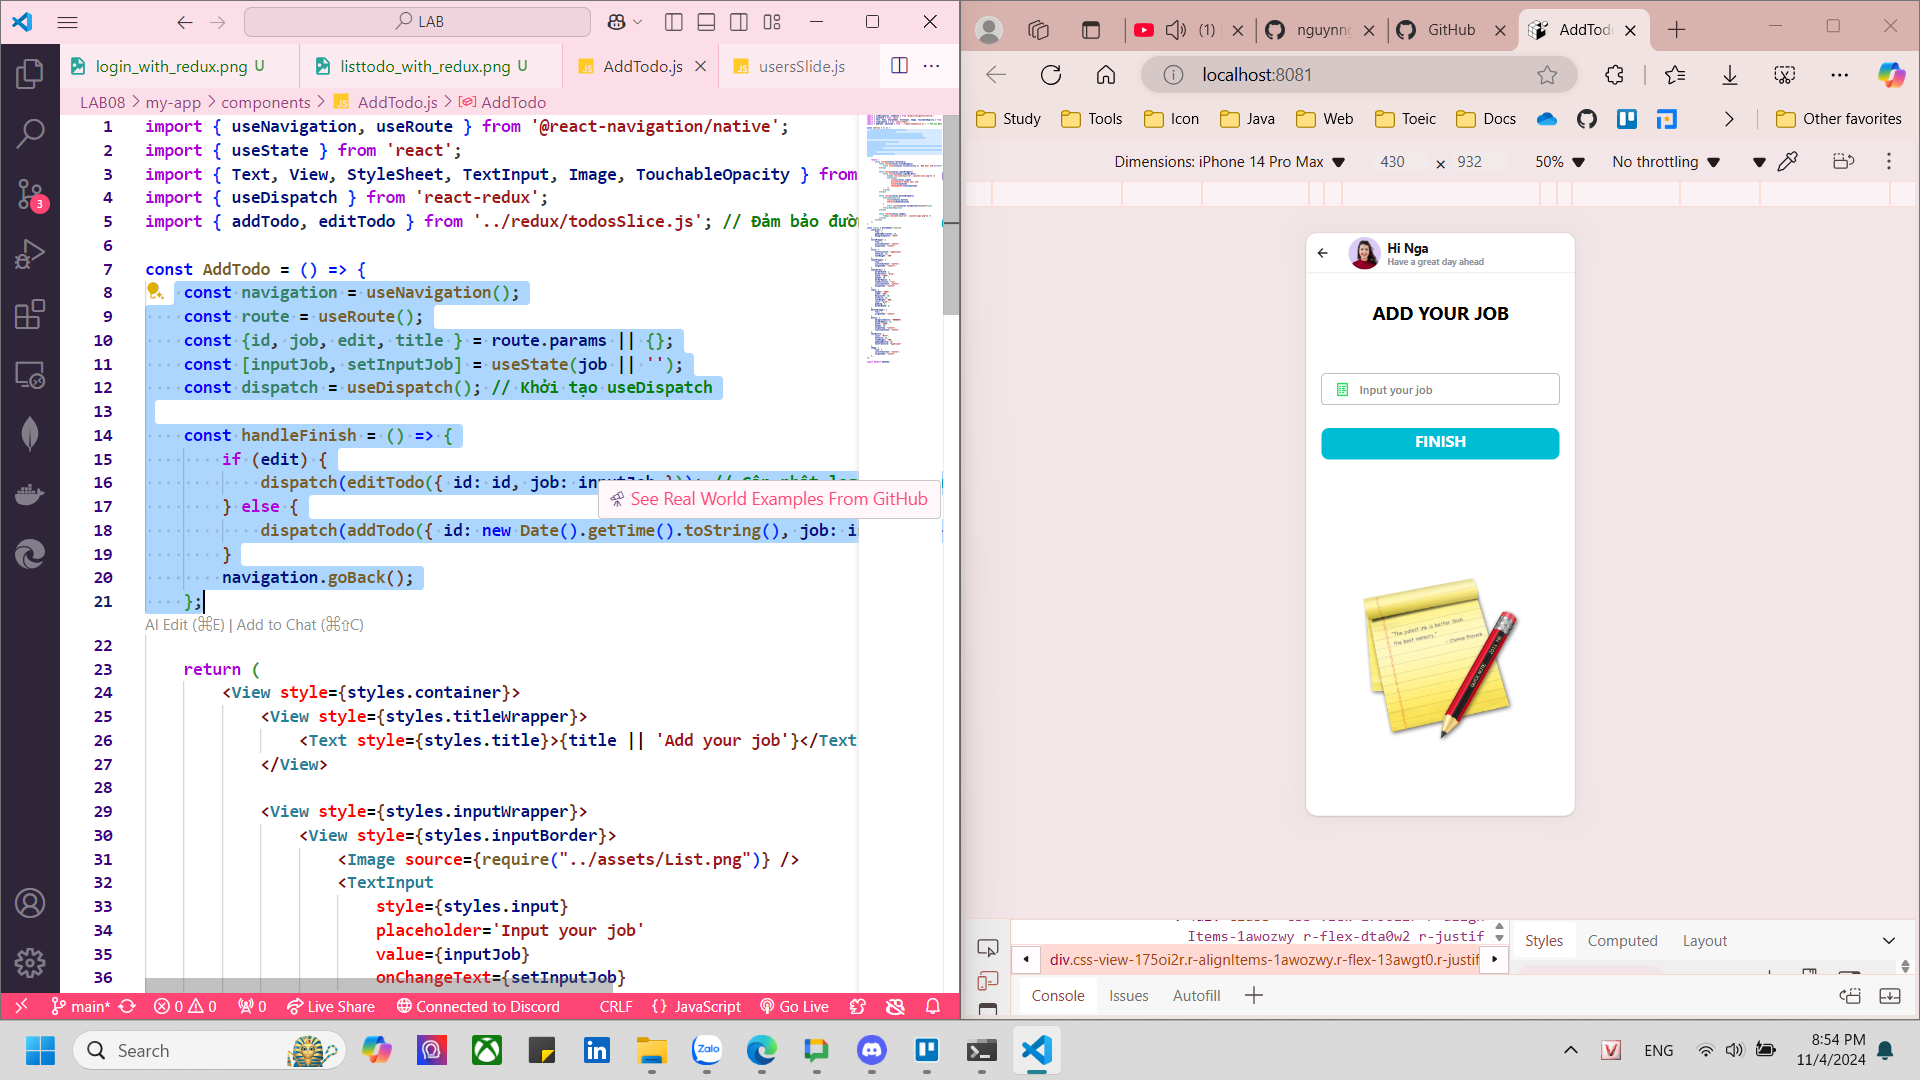 LAB
login_with_redux.png U
listtodo_with_redux.png U
AddTodo.js
usersSlide.js
LAB08 > my-app > components > AddTodo.js > AddTodo
1 import { useNavigation, useRoute } from '@react-navigation/native';
2 import { useState } from 'react';
3 import { Text, View, StyleSheet, TextInput, Image, TouchableOpacity } from
4 import { useDispatch } from 'react-redux';
5 import { addTodo, editTodo } from '../redux/todosSlice.js'; // Đảm bảo đườ
6
7 const AddTodo = () => {
8 const navigation = useNavigation();
9 const route = useRoute();
10 const {id, job, edit, title } = route.params || {};
11 const [inputJob, setInputJob] = useState(job || '');
12 const dispatch = useDispatch(); // Khởi tạo useDispatch
13
14 const handleFinish = () => {
15 if (edit) {
16 dispatch(editTodo({ id: id, job: inputJob })); // Cập nhật
See Real World Examples From GitHub
17 } else {
18 dispatch(addTodo({ id: new Date().getTime().toString(), job: i
19 }
20 navigation.goBack();
21 };
AI Edit (⌘E) | Add to Chat (⌘⇧C)
22
23 return (
24 <View style={styles.container}>
25 <View style={styles.titleWrapper}>
26 <Text style={styles.title}>{title || 'Add your job'}</Text
27 </View>
28
29 <View style={styles.inputWrapper}>
30 <View style={styles.inputBorder}>
31 <Image source={require("../assets/List.png")} />
32 <TextInput
33 style={styles.input}
34 placeholder='Input your job'
35 value={inputJob}
36 onChangeText={setInputJob}
3
main* 0 0 0 Live Share Connected to Discord CRLF {} JavaScript Go Live
(1)
nguynn
GitHub
AddTod
localhost:8081
Study Tools Icon Java Web Toeic Docs Other favorites
Dimensions: iPhone 14 Pro Max 430 × 932 50% No throttling
Hi Nga
Have a great day ahead
ADD YOUR JOB
Input your job
FINISH
Items-1awozwy r-flex-dta0w2 r-justif
div.css-view-175oi2r.r-alignItems-1awozwy.r-flex-13awgt0.r-justif
Styles Computed Layout
Console Issues Autofill
Search
Zalo
ENG
8:54 PM
11/4/2024